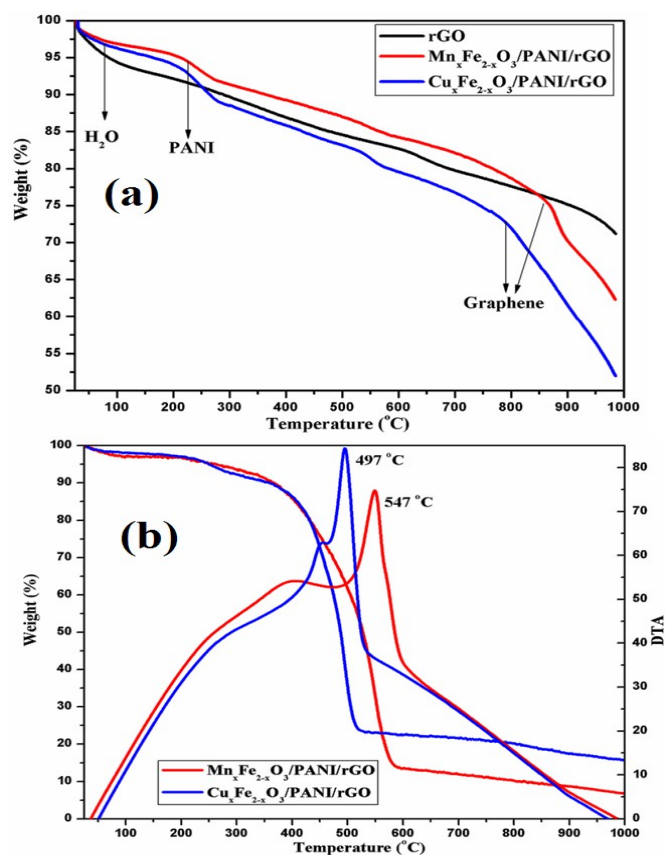 100
95
90
85
80
75
70
65
60
55
50
Weight (%)
rGO
MnₓFe₂₋ₓO₃/PANI/rGO
CuₓFe₂₋ₓO₃/PANI/rGO
H₂O
PANI
(a)
Graphene
100 200 300 400 500 600 700 800 900 1000
Temperature (°C)
100
90
80
70
60
50
40
30
20
10
0
Weight (%)
497 °C
547 °C
(b)
80
70
60
50
40
30
20
10
0
DTA
MnₓFe₂₋ₓO₃/PANI/rGO
CuₓFe₂₋ₓO₃/PANI/rGO
100 200 300 400 500 600 700 800 900 1000
Temperature (°C)